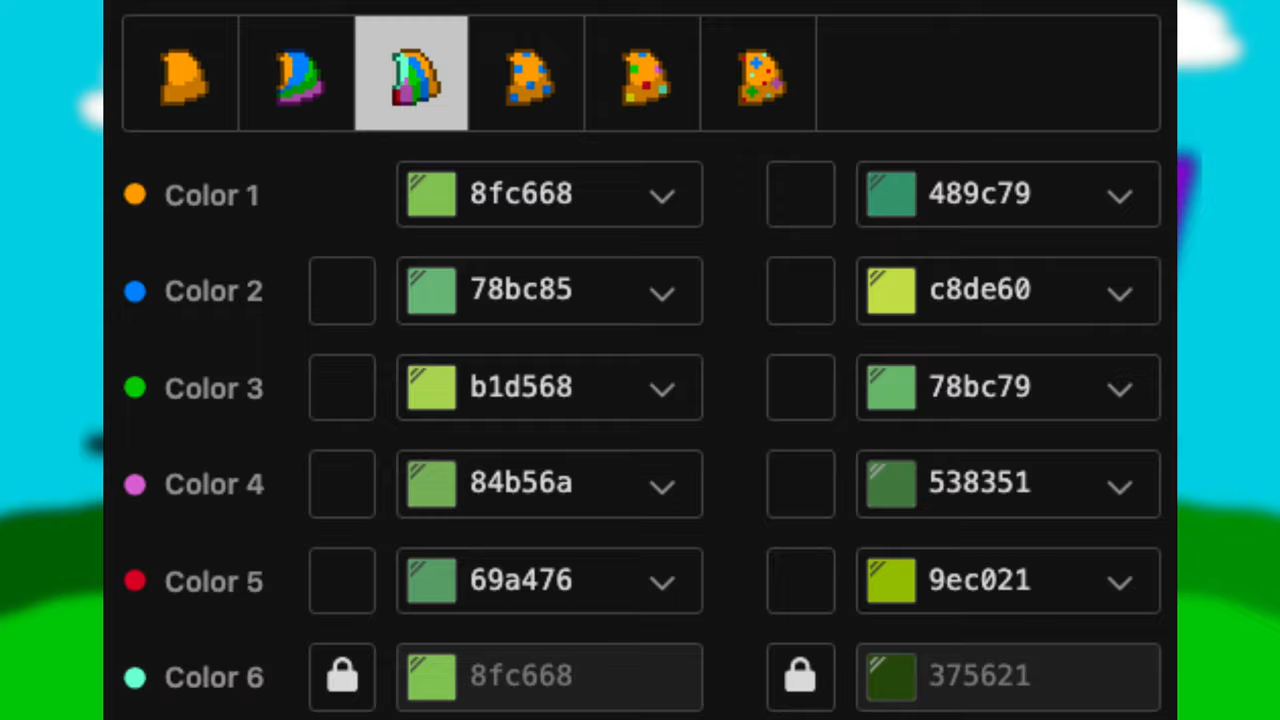 Color 1 8fc668 489c79
Color 2 78bc85 c8de60
Color 3 b1d568 78bc79
Color 4 84b56a 538351
Color 5 69a476 9ec021
Color 6 8fc668 375621